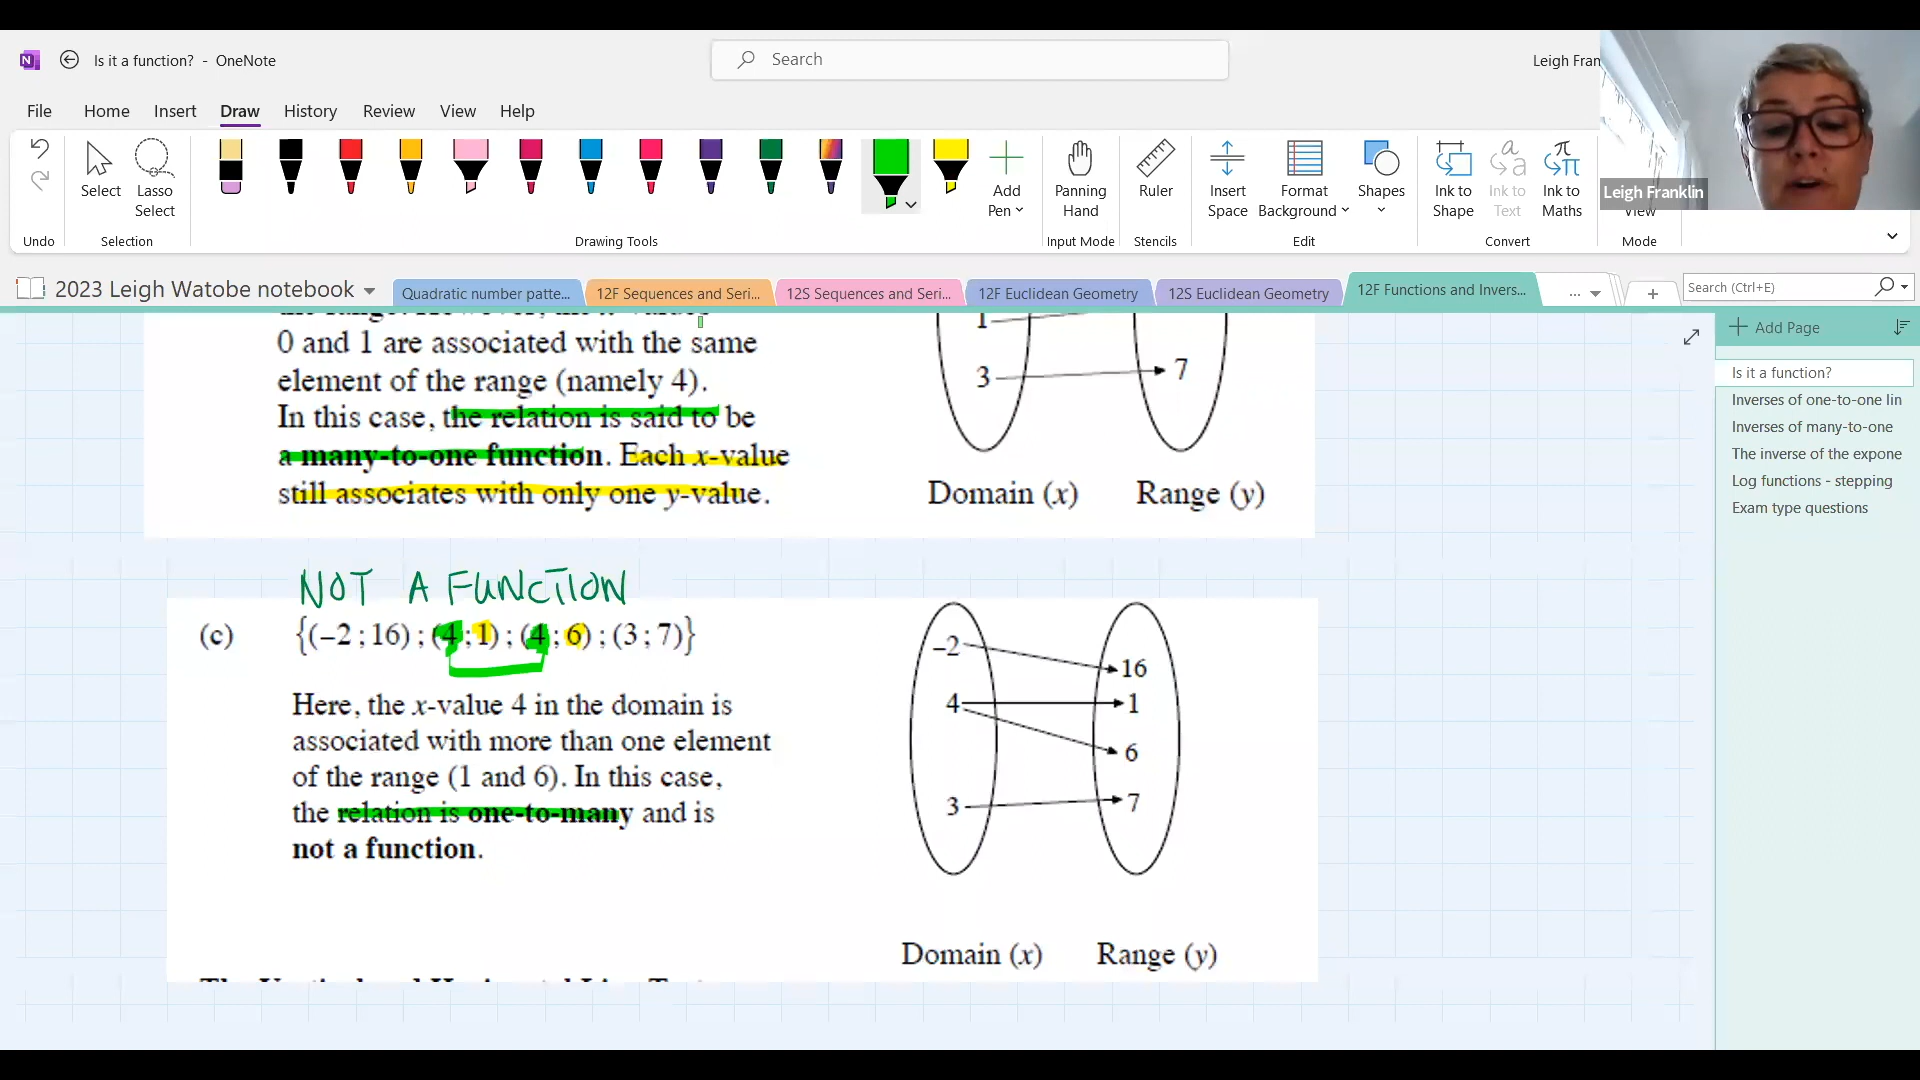 Is it a function? - OneNote
Search
Leigh Fran
File Home Insert Draw History Review View Help
Undo
Select
Lasso Select
Selection
Drawing Tools
Add Pen
Panning Hand
Input Mode
Ruler
Stencils
Insert Space
Format Background
Shapes
Edit
Ink to Shape
Ink to Text
Ink to Maths
Convert
View
Mode
Leigh Franklin
2023 Leigh Watobe notebook
Quadratic number patte...
12F Sequences and Seri...
12S Sequences and Seri...
12F Euclidean Geometry
12S Euclidean Geometry
12F Functions and Invers...
...
Search (Ctrl+E)
Add Page
Is it a function?
Inverses of one-to-one lin
Inverses of many-to-one
The inverse of the expone
Log functions - stepping
Exam type questions
0 and 1 are associated with the same
element of the range (namely 4).
In this case, the relation is said to be
a many-to-one function. Each x-value
still associates with only one y-value.
1
3
7
Domain (x) Range (y)
NOT A FUNCTION
(c) {(−2 ; 16) ; (4 ; 1) ; (4 ; 6) ; (3 ; 7)}
Here, the x-value 4 in the domain is
associated with more than one element
of the range (1 and 6). In this case,
the relation is one-to-many and is
not a function.
−2
4
3
16
1
6
7
Domain (x) Range (y)